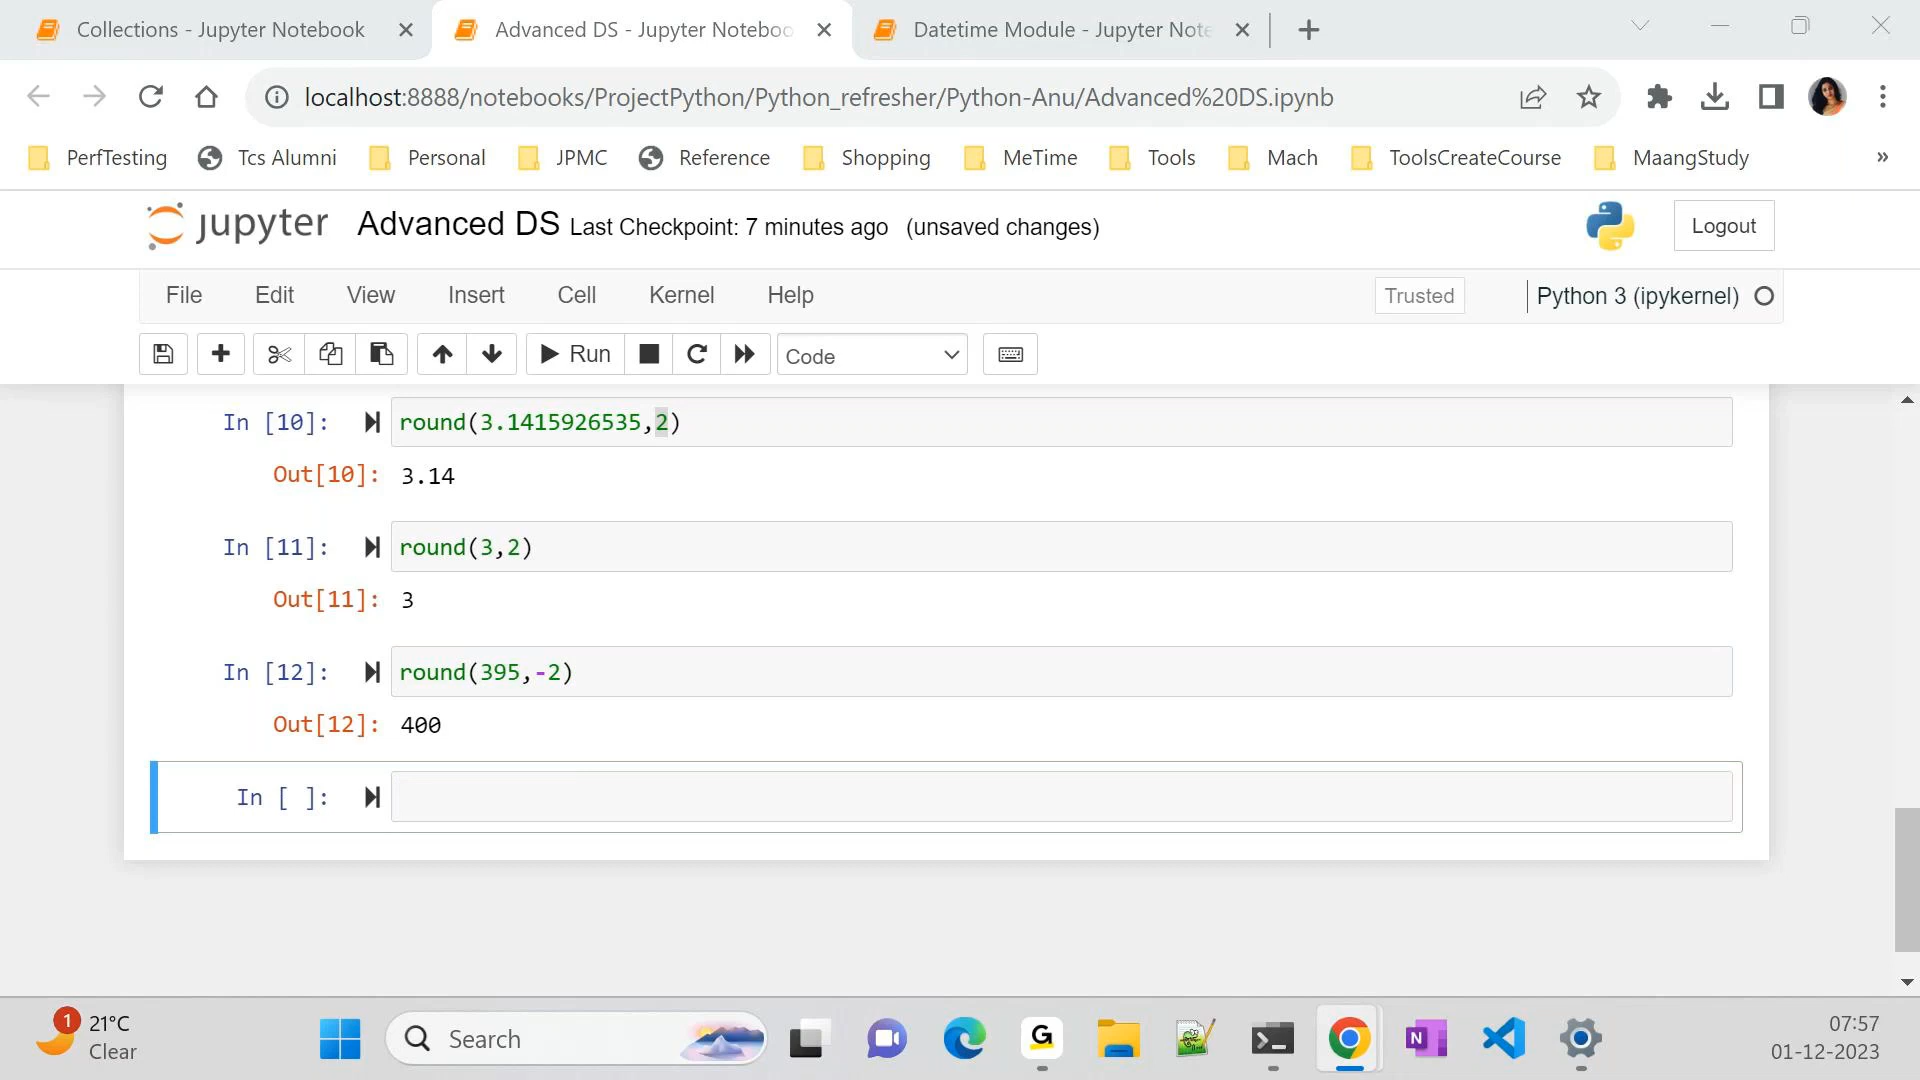 Collections - Jupyter Notebook
Advanced DS - Jupyter Noteboo
Datetime Module - Jupyter Note
localhost:8888/notebooks/ProjectPython/Python_refresher/Python-Anu/Advanced%20DS.ipynb
PerfTesting Tcs Alumni Personal JPMC Reference Shopping MeTime Tools Mach ToolsCreateCourse MaangStudy »
jupyter Advanced DS Last Checkpoint: 7 minutes ago (unsaved changes) Logout
File Edit View Insert Cell Kernel Help Trusted Python 3 (ipykernel)
Run Code
In [10]: round(3.1415926535,2)
Out[10]: 3.14
In [11]: round(3,2)
Out[11]: 3
In [12]: round(395,-2)
Out[12]: 400
In [ ]:
1 21°C
Clear
Search
G
N
07:57
01-12-2023